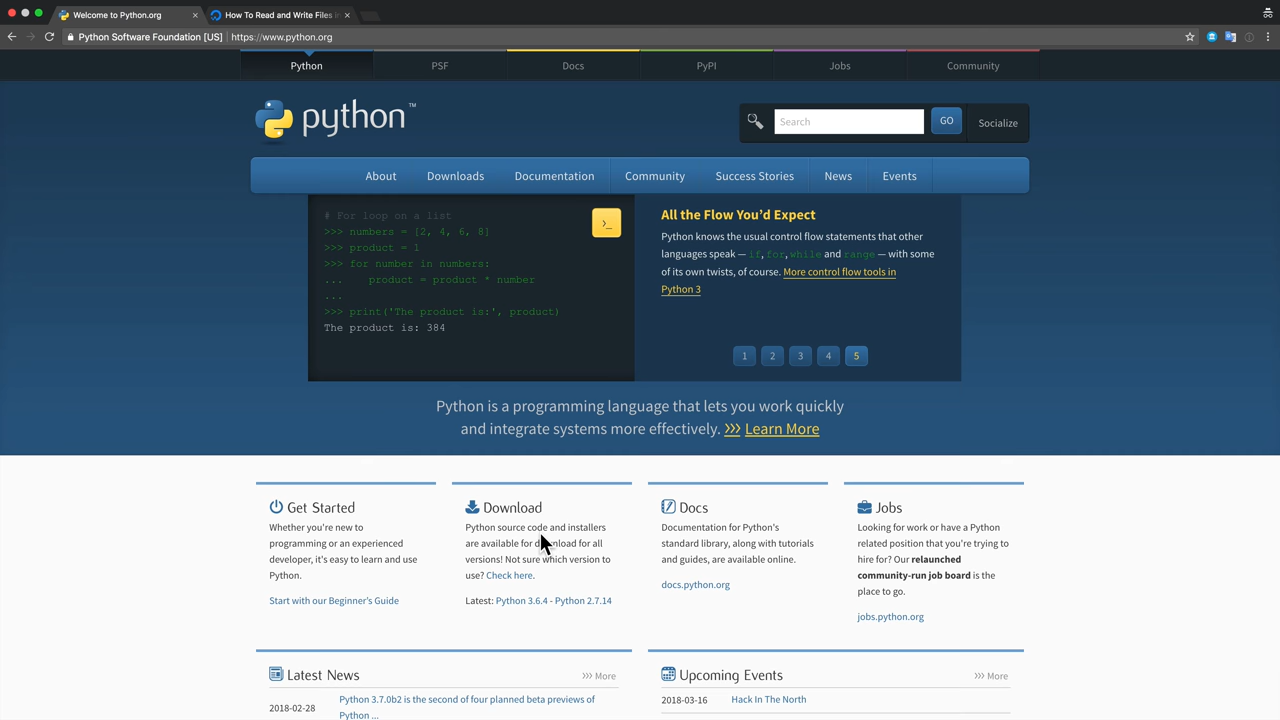 Welcome to Python.org
How To Read and Write Files i
Python Software Foundation [US] | https://www.python.org
Python PSF Docs PyPI Jobs Community
python™
Search
GO
Socialize
About Downloads Documentation Community Success Stories News Events
# For loop on a list
>>> numbers = [2, 4, 6, 8]
>>> product = 1
>>> for number in numbers:
... product = product * number
...
>>> print('The product is:', product)
The product is: 384
>_
All the Flow You'd Expect
Python knows the usual control flow statements that other
languages speak — if, for, while and range — with some
of its own twists, of course. More control flow tools in
Python 3
1 2 3 4 5
Python is a programming language that lets you work quickly
and integrate systems more effectively. >>> Learn More
Get Started
Whether you're new to
programming or an experienced
developer, it's easy to learn and use
Python.
Start with our Beginner's Guide
Download
Python source code and installers
are available for download for all
versions! Not sure which version to
use? Check here.
Latest: Python 3.6.4 - Python 2.7.14
Docs
Documentation for Python's
standard library, along with tutorials
and guides, are available online.
docs.python.org
Jobs
Looking for work or have a Python
related position that you're trying to
hire for? Our relaunched
community-run job board is the
place to go.
jobs.python.org
Latest News
>>> More
2018-02-28
Python 3.7.0b2 is the second of four planned beta previews of
Python ...
Upcoming Events
>>> More
2018-03-16 Hack In The North